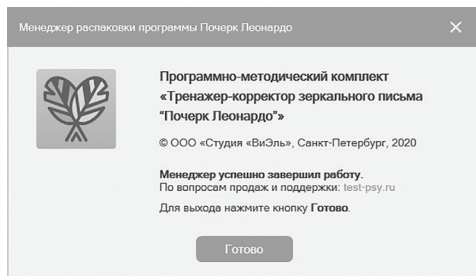 Менеджер распаковки программы Почерк Леонардо
Программно-методический комплект
«Тренажер-корректор зеркального письма
“Почерк Леонардо”»
© ООО «Студия «ВиЭль», Санкт-Петербург, 2020
Менеджер успешно завершил работу.
По вопросам продаж и поддержки: test-psy.ru
Для выхода нажмите кнопку Готово.
Готово